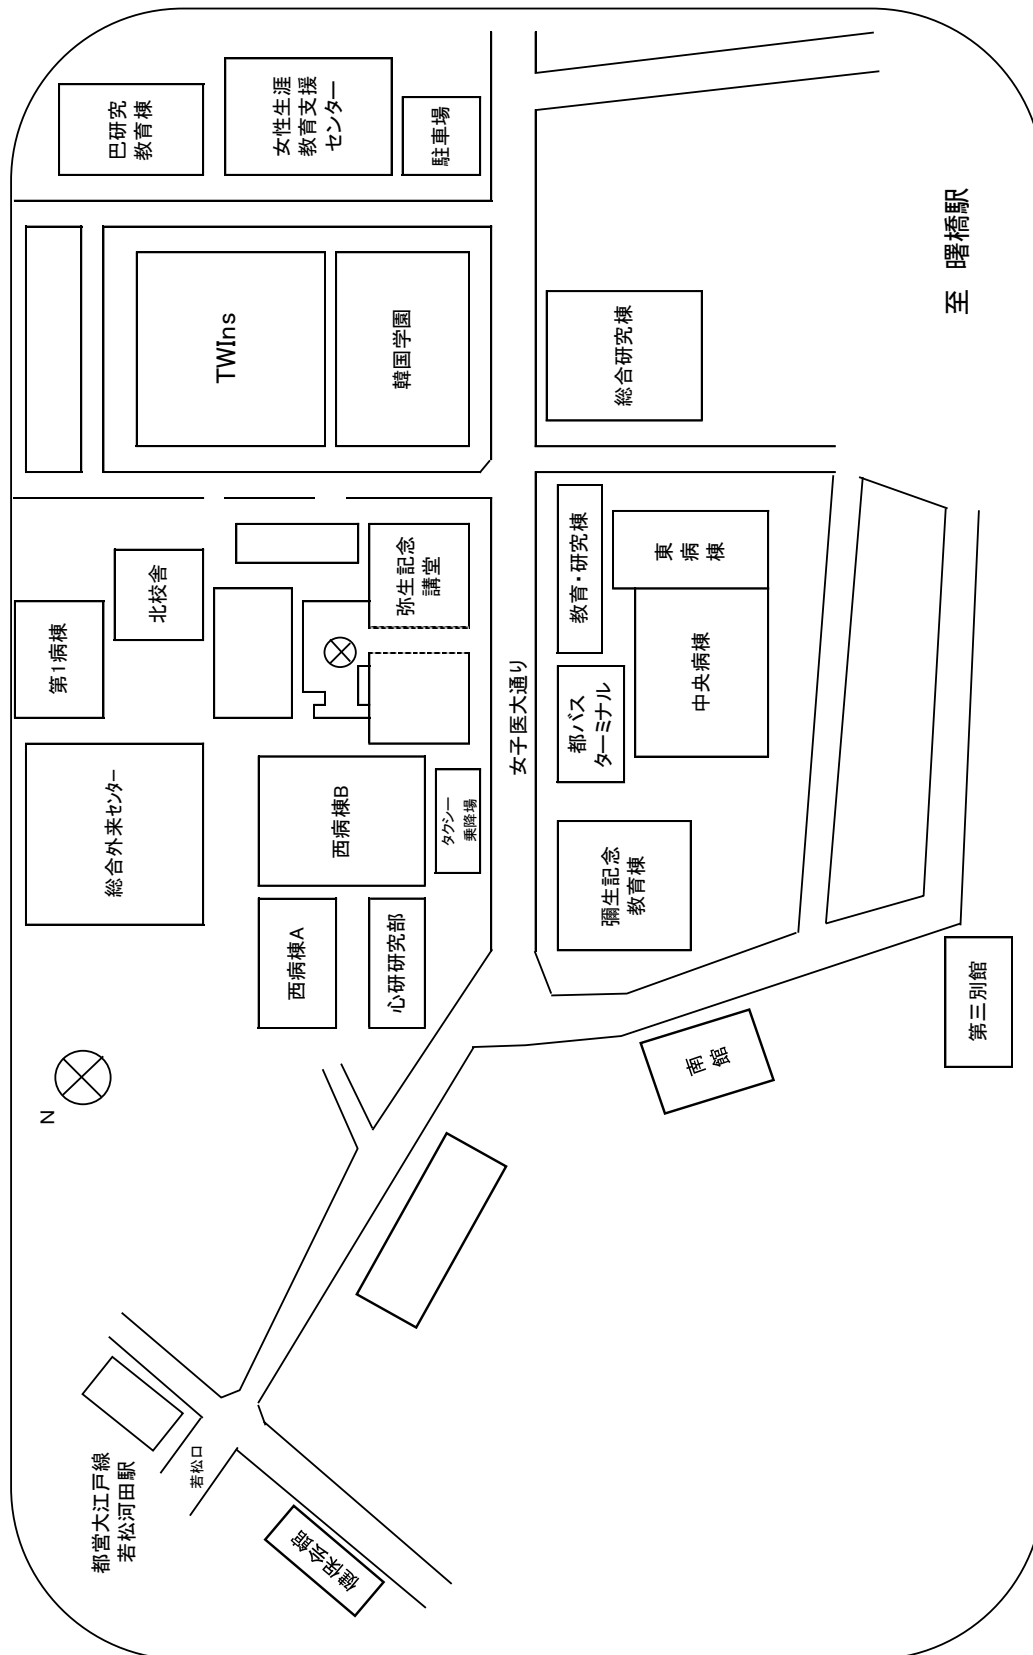 巴研究
教育棟
女性生涯
教育支援
センター
駐車場
至 曙橋駅
TWIns
韓国学園
総合研究棟
第1病棟
北校舎
弥生記念
講堂
教育・研究棟
東病棟
中央病棟
都バス
ターミナル
女子医大通り
総合外来センター
西病棟B
タクシー
乗降場
彌生記念
教育棟
西病棟A
心研研究部
第三別館
南館
N
都営大江戸線
若松河田駅
若松口
健保会館